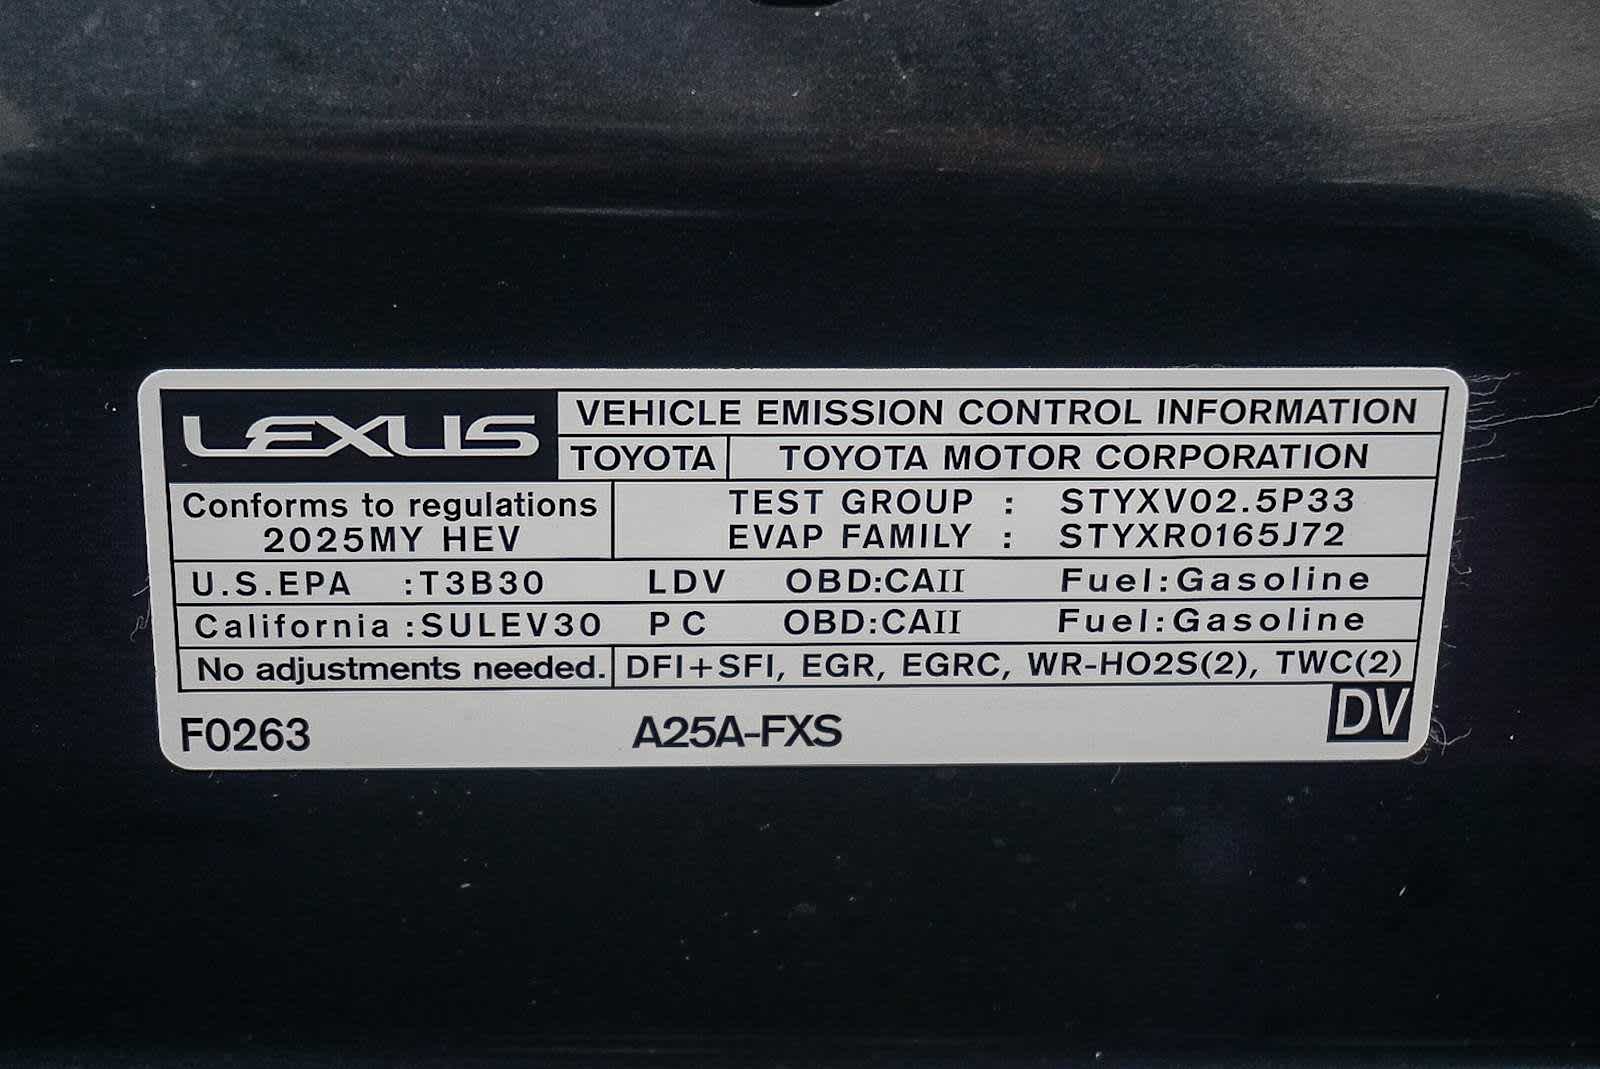 LEXUS VEHICLE EMISSION CONTROL INFORMATION
TOYOTA TOYOTA MOTOR CORPORATION
Conforms to regulations TEST GROUP : STYXV02.5P33
2025MY HEV EVAP FAMILY : STYXR0165J72
U.S.EPA :T3B30 LDV OBD:CAII Fuel:Gasoline
California :SULEV30 PC OBD:CAII Fuel:Gasoline
No adjustments needed. DFI+SFI, EGR, EGRC, WR-HO2S(2), TWC(2)
F0263 A25A-FXS DV